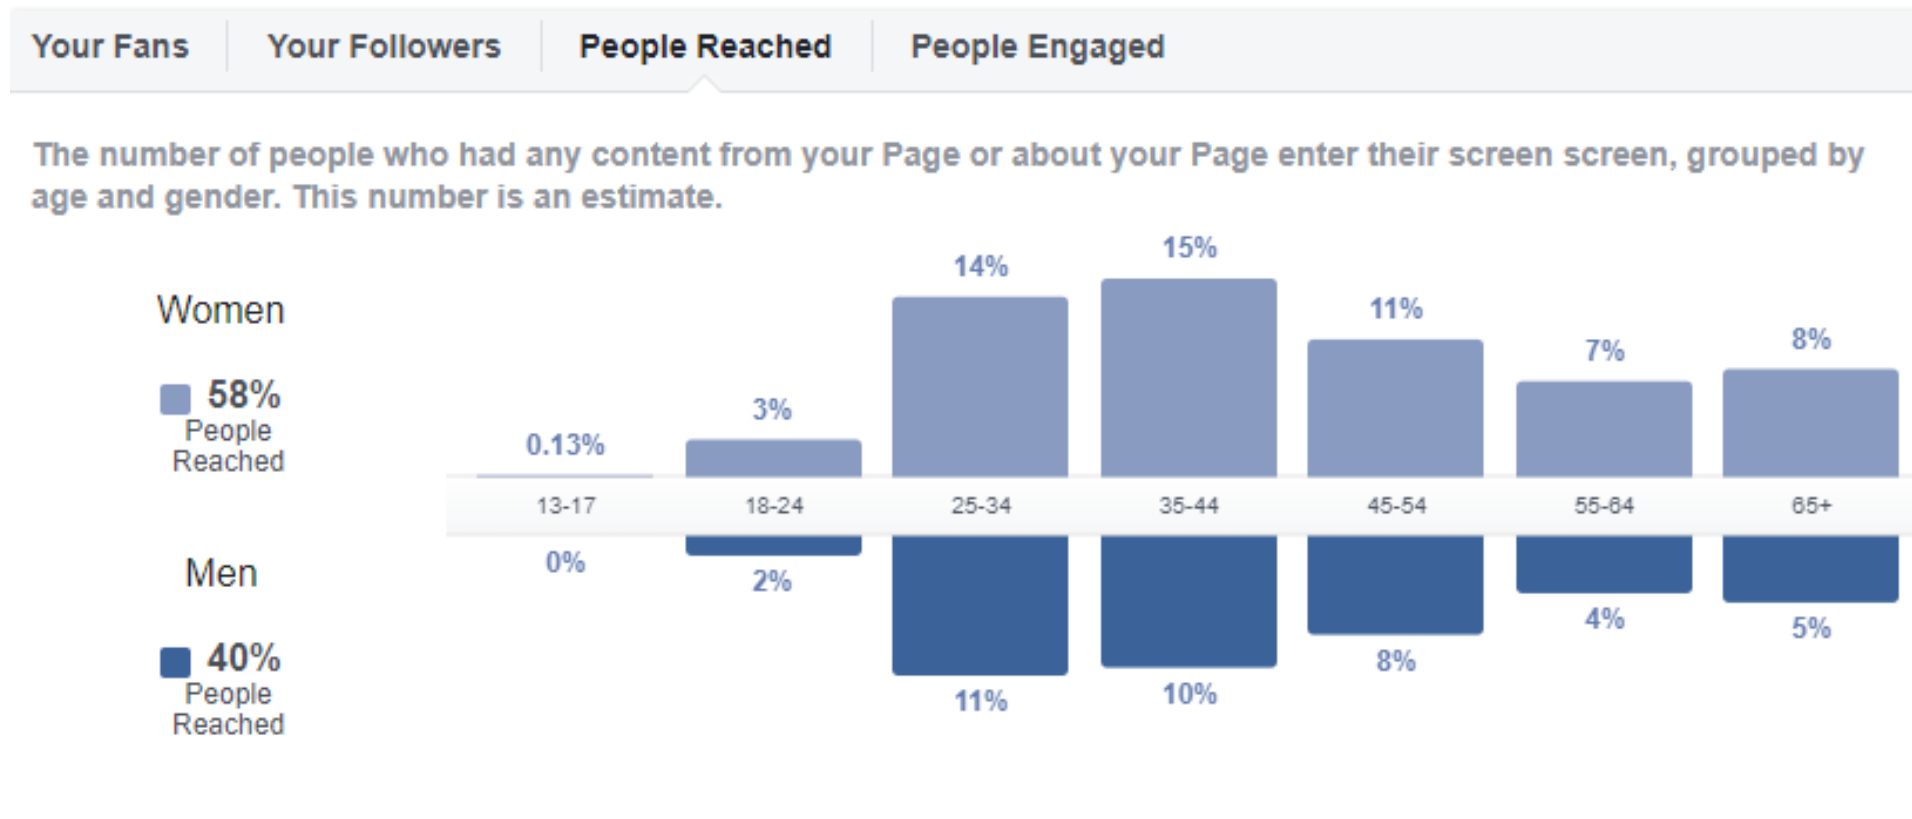 Your Fans Your Followers People Reached People Engaged
The number of people who had any content from your Page or about your Page enter their screen screen, grouped by
age and gender. This number is an estimate.
Women
58%
People
Reached
0.13% 3% 14% 15% 11% 7% 8%
13-17 18-24 25-34 35-44 45-54 55-64 65+
0% 2% 11% 10% 8% 4% 5%
Men
40%
People
Reached